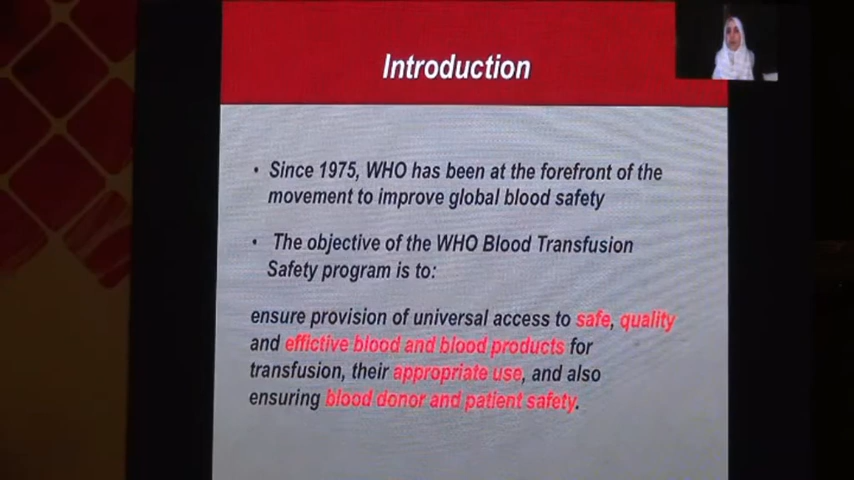 Introduction
• Since 1975, WHO has been at the forefront of the
movement to improve global blood safety
• The objective of the WHO Blood Transfusion
Safety program is to:
ensure provision of universal access to safe, quality
and effictive blood and blood products for
transfusion, their appropriate use, and also
ensuring blood donor and patient safety.